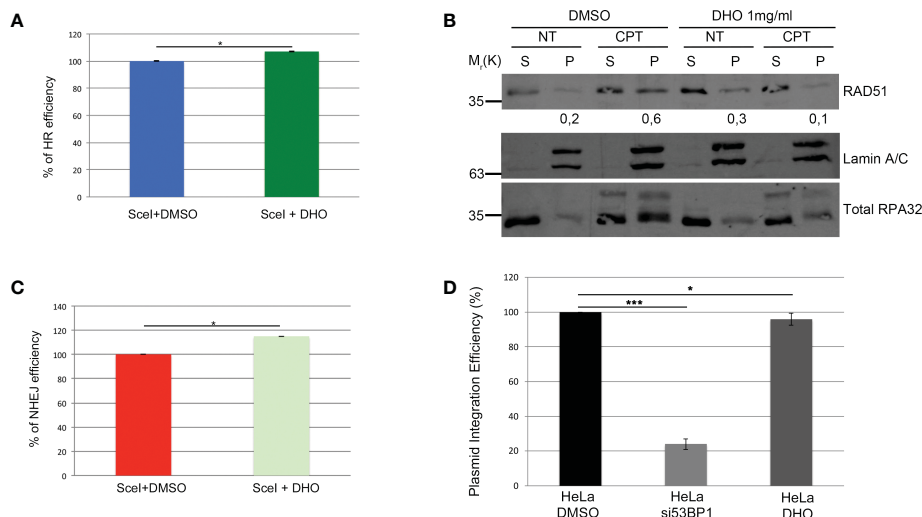 A
% of HR efficiency
120
100
80
60
40
20
0
*
SceI+DMSO
SceI + DHO
B
DMSO
DHO 1mg/ml
NT
CPT
NT
CPT
Mr(K)
S
P
S
P
S
P
S
P
35
RAD51
0,2
0,6
0,3
0,1
63
Lamin A/C
35
Total RPA32
C
% of NHEJ efficiency
140
120
100
80
60
40
20
0
*
SceI+DMSO
SceI + DHO
D
Plasmid Integration Efficiency (%)
120
100
80
60
40
20
0
*
***
HeLa
DMSO
HeLa
si53BP1
HeLa
DHO